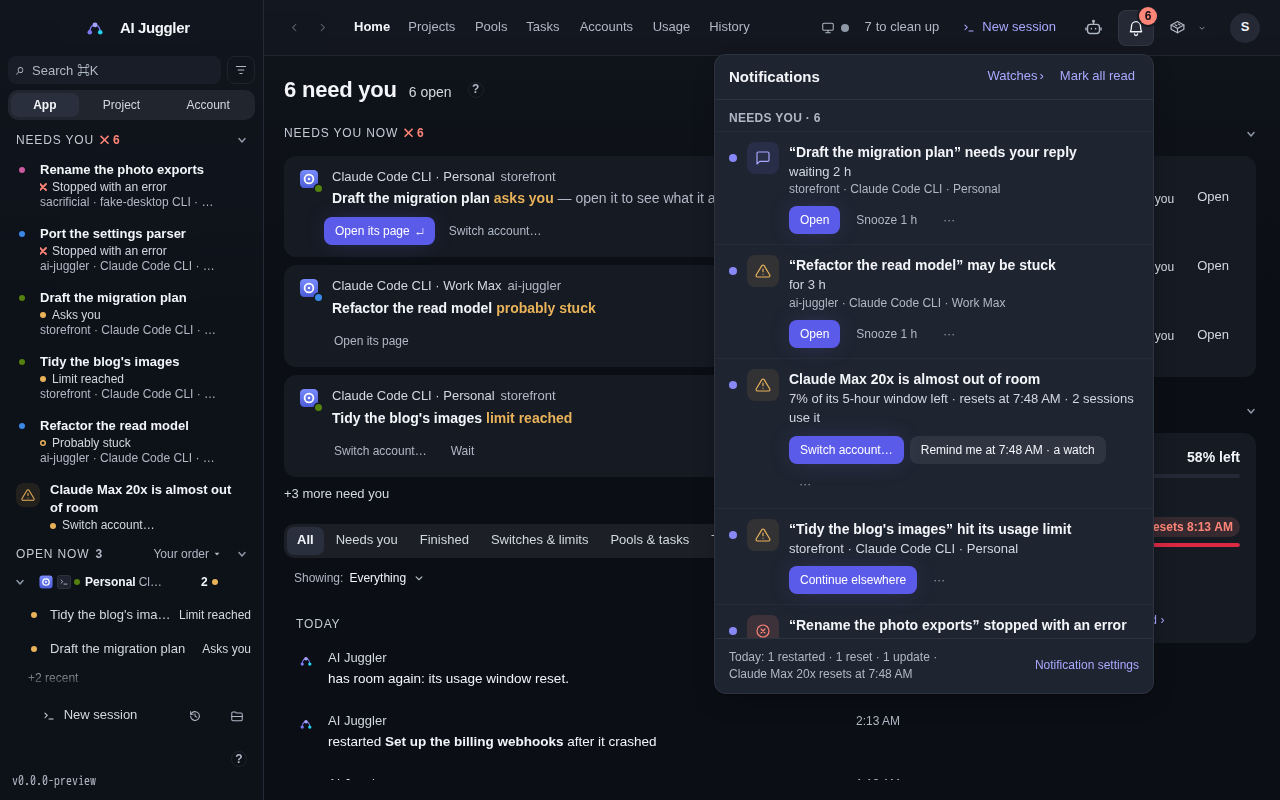 AI Juggler
Search ⌘K
App Project Account
NEEDS YOU 6
Rename the photo exports
Stopped with an error
sacrificial · fake-desktop CLI · …
Port the settings parser
Stopped with an error
ai-juggler · Claude Code CLI · …
Draft the migration plan
Asks you
storefront · Claude Code CLI · …
Tidy the blog's images
Limit reached
storefront · Claude Code CLI · …
Refactor the read model
Probably stuck
ai-juggler · Claude Code CLI · …
Claude Max 20x is almost out
of room
Switch account…
OPEN NOW 3 Your order
Personal Cl… 2
Tidy the blog's ima… Limit reached
Draft the migration plan Asks you
+2 recent
New session
?
v0.0.0-preview
Home Projects Pools Tasks Accounts Usage History
7 to clean up
New session
6
S
6 need you 6 open ?
NEEDS YOU NOW 6
Claude Code CLI · Personal storefront
Draft the migration plan asks you — open it to see what it a
Open its page Switch account…
Claude Code CLI · Work Max ai-juggler
Refactor the read model probably stuck
Open its page
Claude Code CLI · Personal storefront
Tidy the blog's images limit reached
Switch account… Wait
+3 more need you
All Needs you Finished Switches & limits Pools & tasks
Showing: Everything
TODAY
AI Juggler
has room again: its usage window reset.
AI Juggler 2:13 AM
restarted Set up the billing webhooks after it crashed
Notifications Watches › Mark all read
NEEDS YOU · 6
“Draft the migration plan” needs your reply
waiting 2 h
storefront · Claude Code CLI · Personal
Open Snooze 1 h ···
“Refactor the read model” may be stuck
for 3 h
ai-juggler · Claude Code CLI · Work Max
Open Snooze 1 h ···
Claude Max 20x is almost out of room
7% of its 5-hour window left · resets at 7:48 AM · 2 sessions
use it
Switch account… Remind me at 7:48 AM · a watch
···
“Tidy the blog's images” hit its usage limit
storefront · Claude Code CLI · Personal
Continue elsewhere ···
“Rename the photo exports” stopped with an error
Today: 1 restarted · 1 reset · 1 update ·
Claude Max 20x resets at 7:48 AM
Notification settings
you Open
you Open
you Open
58% left
esets 8:13 AM
d ›